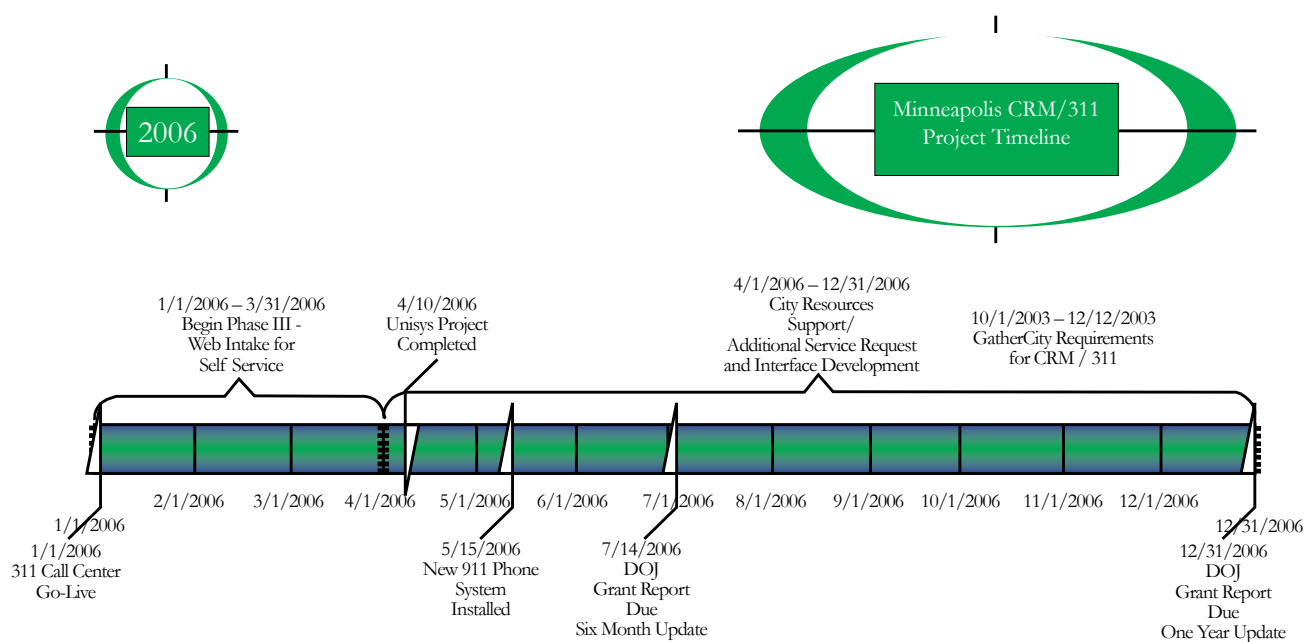 2006
Minneapolis CRM/311
Project Timeline
1/1/2006 – 3/31/2006
Begin Phase III -
Web Intake for
Self Service
4/10/2006
Unisys Project
Completed
4/1/2006 – 12/31/2006
City Resources
Support/
Additional Service Request
and Interface Development
10/1/2003 – 12/12/2003
GatherCity Requirements
for CRM / 311
2/1/2006
3/1/2006
4/1/2006
5/1/2006
6/1/2006
7/1/2006
8/1/2006
9/1/2006
10/1/2006
11/1/2006
12/1/2006
1/1/2006
12/31/2006
1/1/2006
311 Call Center
Go-Live
5/15/2006
New 911 Phone
System
Installed
7/14/2006
DOJ
Grant Report
Due
Six Month Update
12/31/2006
DOJ
Grant Report
Due
One Year Update